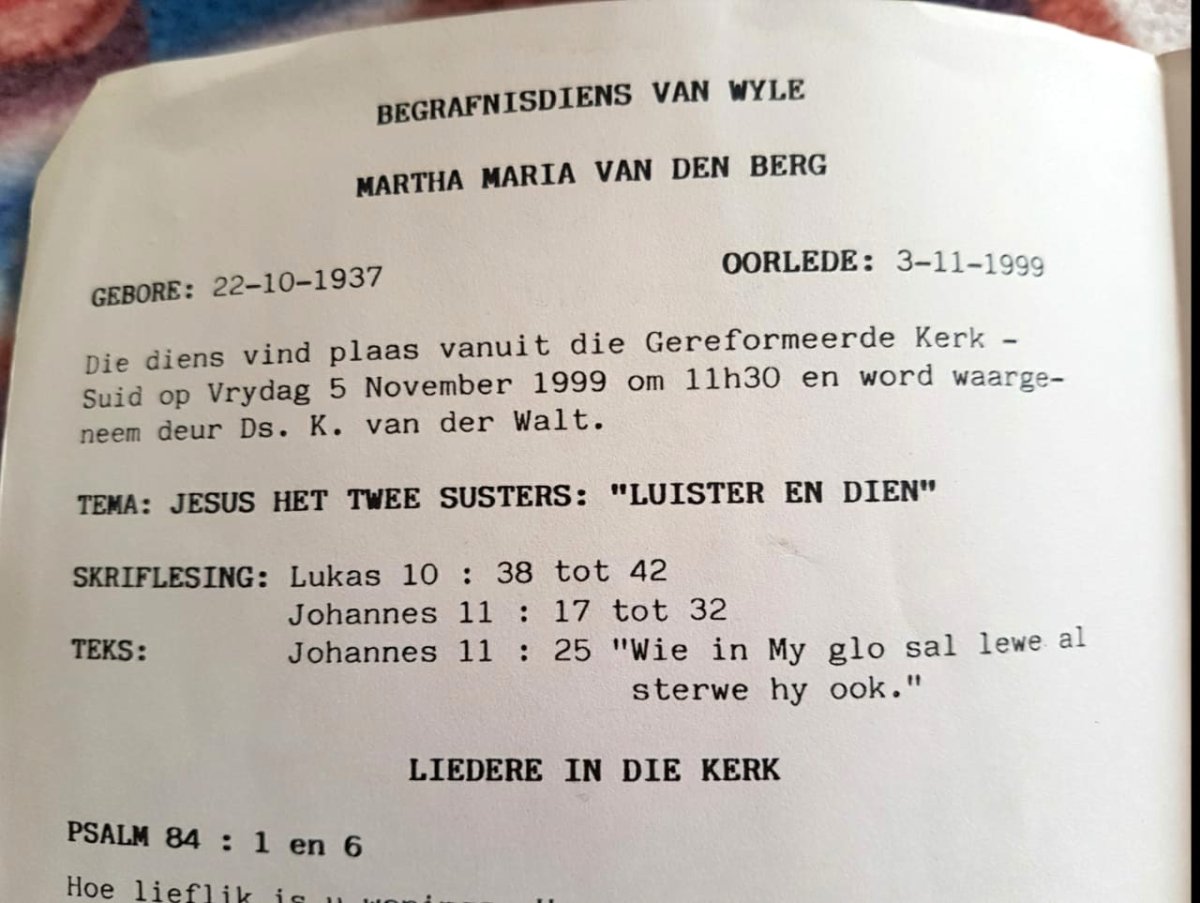 BEGRAFNISDIENS VAN WYLE
MARTHA MARIA VAN DEN BERG
GEBORE: 22-10-1937 OORLEDE: 3-11-1999
Die diens vind plaas vanuit die Gereformeerde Kerk -
Suid op Vrydag 5 November 1999 om 11h30 en word waarge-
neem deur Ds. K. van der Walt.
TEMA: JESUS HET TWEE SUSTERS: "LUISTER EN DIEN"
SKRIFLESING: Lukas 10 : 38 tot 42
Johannes 11 : 17 tot 32
TEKS: Johannes 11 : 25 "Wie in My glo sal lewe al
sterwe hy ook."
LIEDERE IN DIE KERK
PSALM 84 : 1 en 6
Hoe lieflik is u